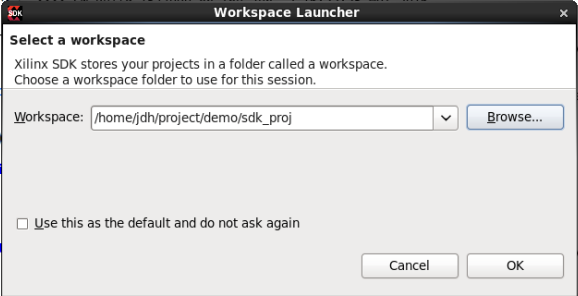 SDK Workspace Launcher ×
Select a workspace
Xilinx SDK stores your projects in a folder called a workspace.
Choose a workspace folder to use for this session.
Workspace: /home/jdh/project/demo/sdk_proj Browse...
Use this as the default and do not ask again
Cancel OK